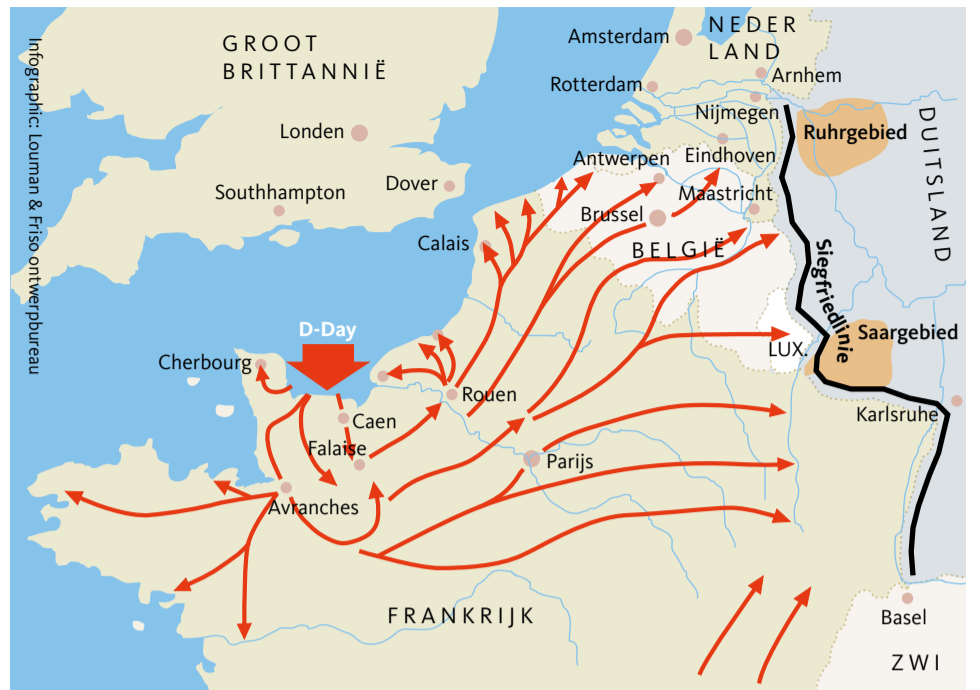 Infographic: Louman & Friso ontwerpbureau
GROOT
BRITTANNIË
NEDER
LAND
Amsterdam
Arnhem
Rotterdam
Nijmegen
Ruhrgebied
DUITSLAND
Londen
Antwerpen
Eindhoven
Southhampton
Dover
Maastricht
Brussel
Calais
BELGIË
Siegfriedlinie
D-Day
Saargebied
LUX.
Cherbourg
Rouen
Karlsruhe
Caen
Falaise
Parijs
Avranches
FRANKRIJK
Basel
ZWI